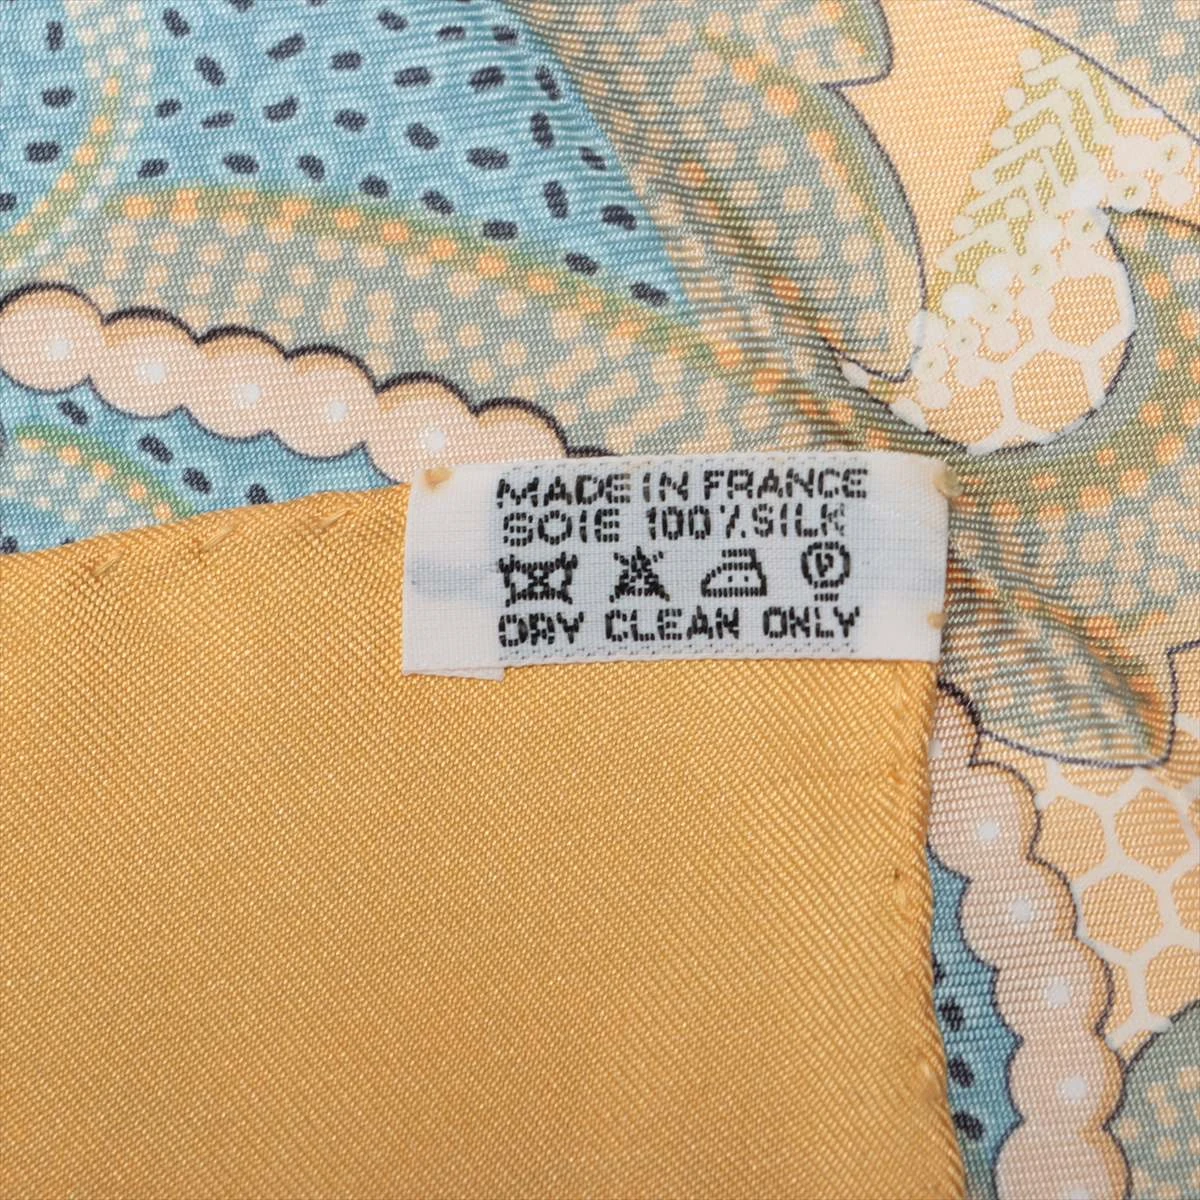 MADE IN FRANCE
SOIE 100% SILK
P
DRY CLEAN ONLY